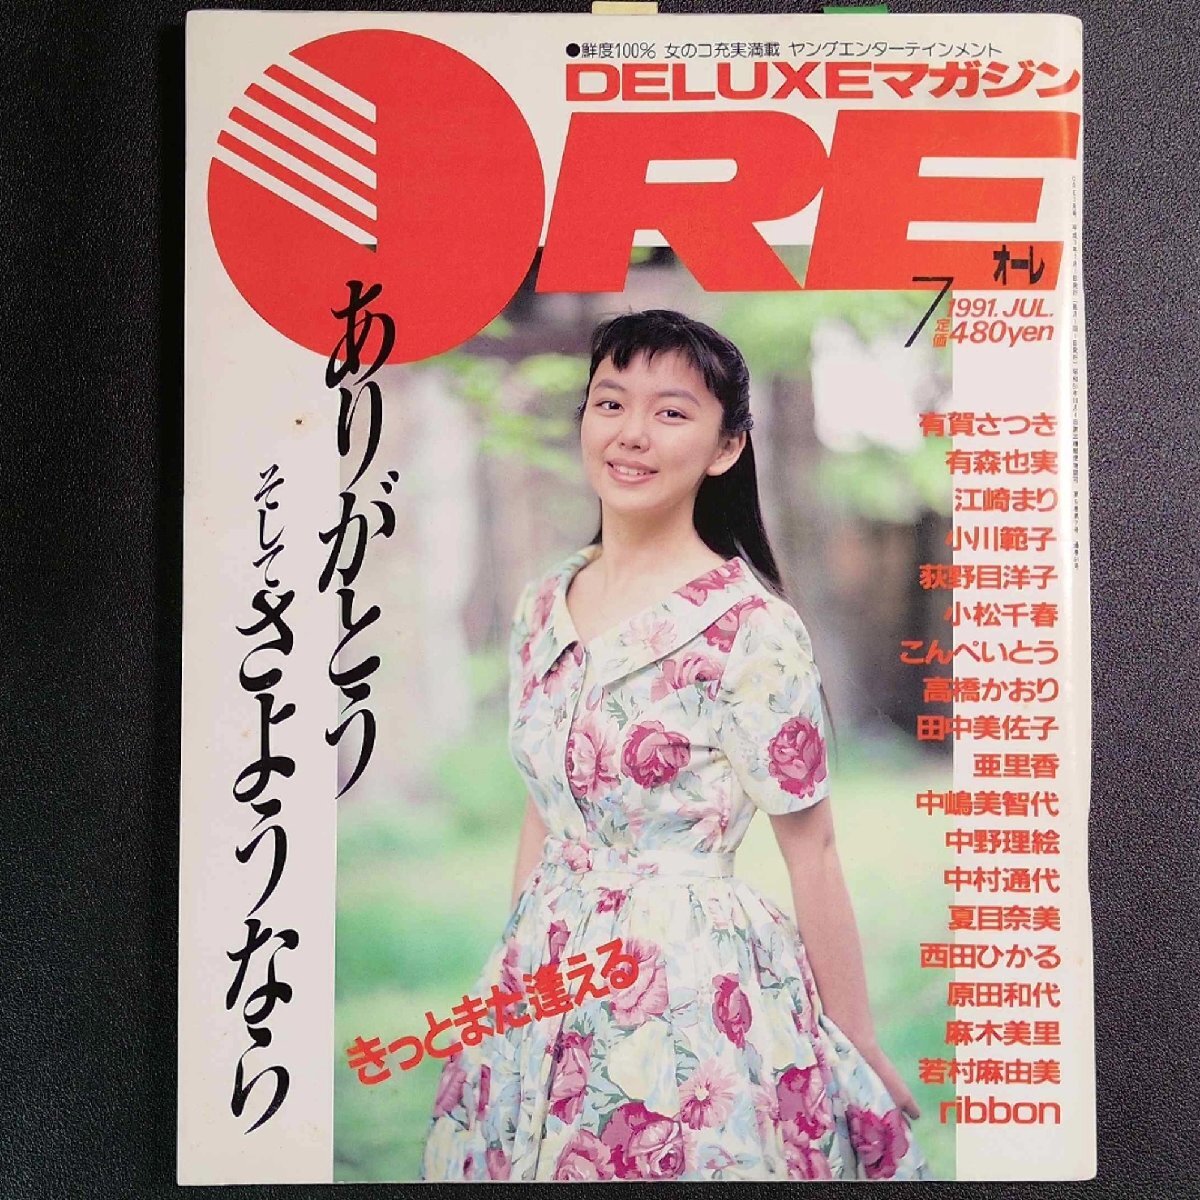 ●鮮度100% 女のコ充実満載 ヤングエンターテインメント
DELUXEマガジン
ORE
オーレ
7
1991.JUL.
定価480yen
ありがとう
そして さようなら
きっとまた逢える
有賀さつき
有森也実
江崎まり
小川範子
荻野目洋子
小松千春
こんぺいとう
高橋かおり
田中美佐子
亜里香
中嶋美智代
中野理絵
中村通代
夏目奈美
西田ひかる
原田和代
麻木美里
若村麻由美
ribbon